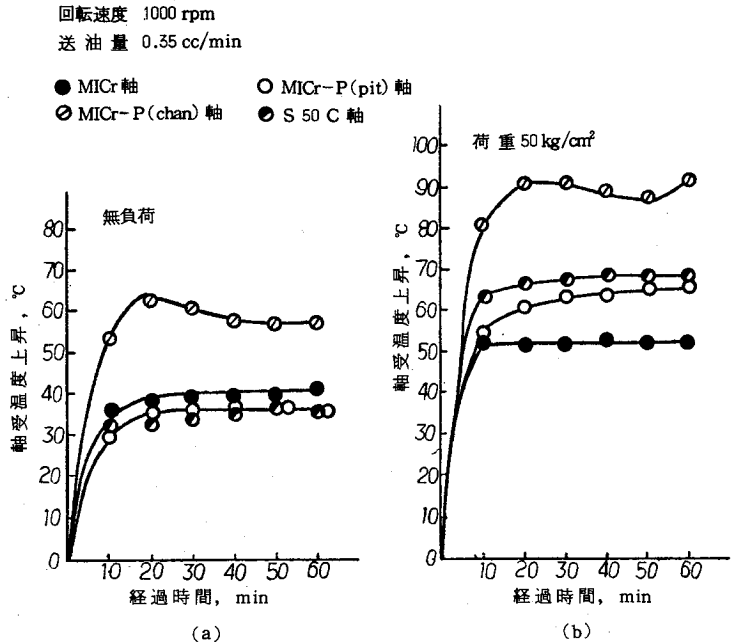 回転速度 1000 rpm
送油量 0.35 cc/min
● MICr 軸 ○ MICr-P(pit) 軸
MICr-P(chan) 軸 S 50 C 軸
無負荷
80
70
60
50
40
30
20
10
0
軸受温度上昇, ℃
10 20 30 40 50 60
経過時間, min
(a)
荷重 50 kg/cm²
100
90
80
70
60
50
40
30
20
10
0
軸受温度上昇, ℃
10 20 30 40 50 60
経過時間, min
(b)